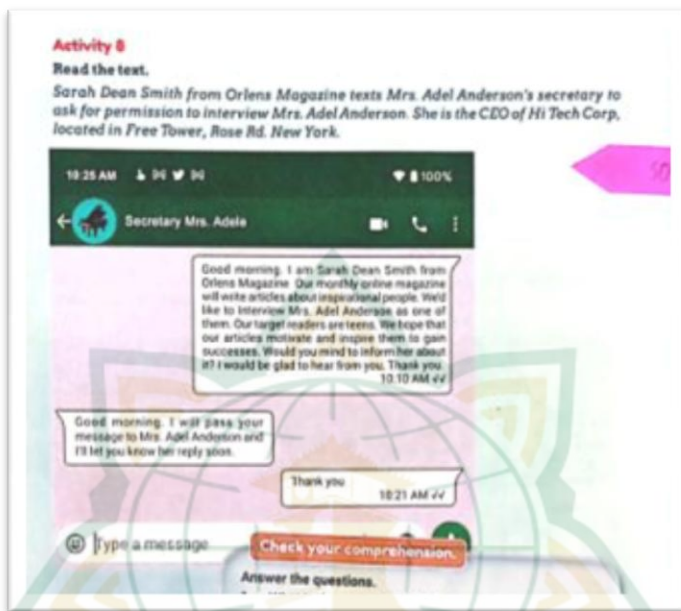 Activity 8
Read the text.
Sarah Dean Smith from Orlens Magazine texts Mrs. Adel Anderson's secretary to
ask for permission to interview Mrs. Adel Anderson. She is the CEO of Hi Tech Corp,
located in Free Tower, Rose Rd. New York.
10:25 AM 100%
Secretary Mrs. Adele
Good morning. I am Sarah Dean Smith from
Orlens Magazine. Our monthly online magazine
will write articles about inspirational people. We'd
like to interview Mrs. Adel Anderson as one of
them. Our target readers are teens. We hope that
our articles motivate and inspire them to gain
successes. Would you mind to inform her about
it? I would be glad to hear from you. Thank you.
10:10 AM
Good morning. I will pass your
message to Mrs. Adel Anderson and
I'll let you know her reply soon.
Thank you
10:21 AM
Type a message
Check your comprehension.
Answer the questions.